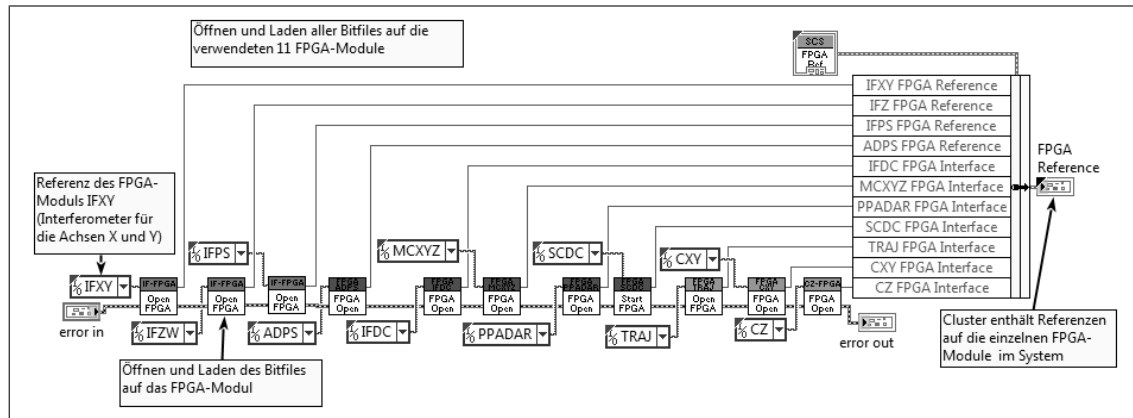 Öffnen und Laden aller Bitfiles auf die
verwendeten 11 FPGA-Module
SCS
FPGA
Ref
IFXY FPGA Reference
IFZ FPGA Reference
IFPS FPGA Reference
ADPS FPGA Reference
IFDC FPGA Interface
MCXYZ FPGA Interface
PPADAR FPGA Interface
SCDC FPGA Interface
TRAJ FPGA Interface
CXY FPGA Interface
CZ FPGA Interface
FPGA
Reference
Referenz des FPGA-
Moduls IFXY
(Interferometer für
die Achsen X und Y)
IFPS
MCXYZ
SCDC
CXY
IFXY
IF-FPGA
Open
FPGA
IF-FPGA
Open
FPGA
IF-FPGA
Open
FPGA
FPGA
Open
FPGA
Open
FPGA
Open
FPGA
Open
Start
FPGA
Open
FPGA
FPGA
Open
CZ-FPGA
Open
FPGA
error in
IFZW
ADPS
IFDC
PPADAR
TRAJ
CZ
error out
Öffnen und Laden des Bitfiles
auf das FPGA-Modul
Cluster enthält Referenzen
auf die einzelnen FPGA-
Module im System